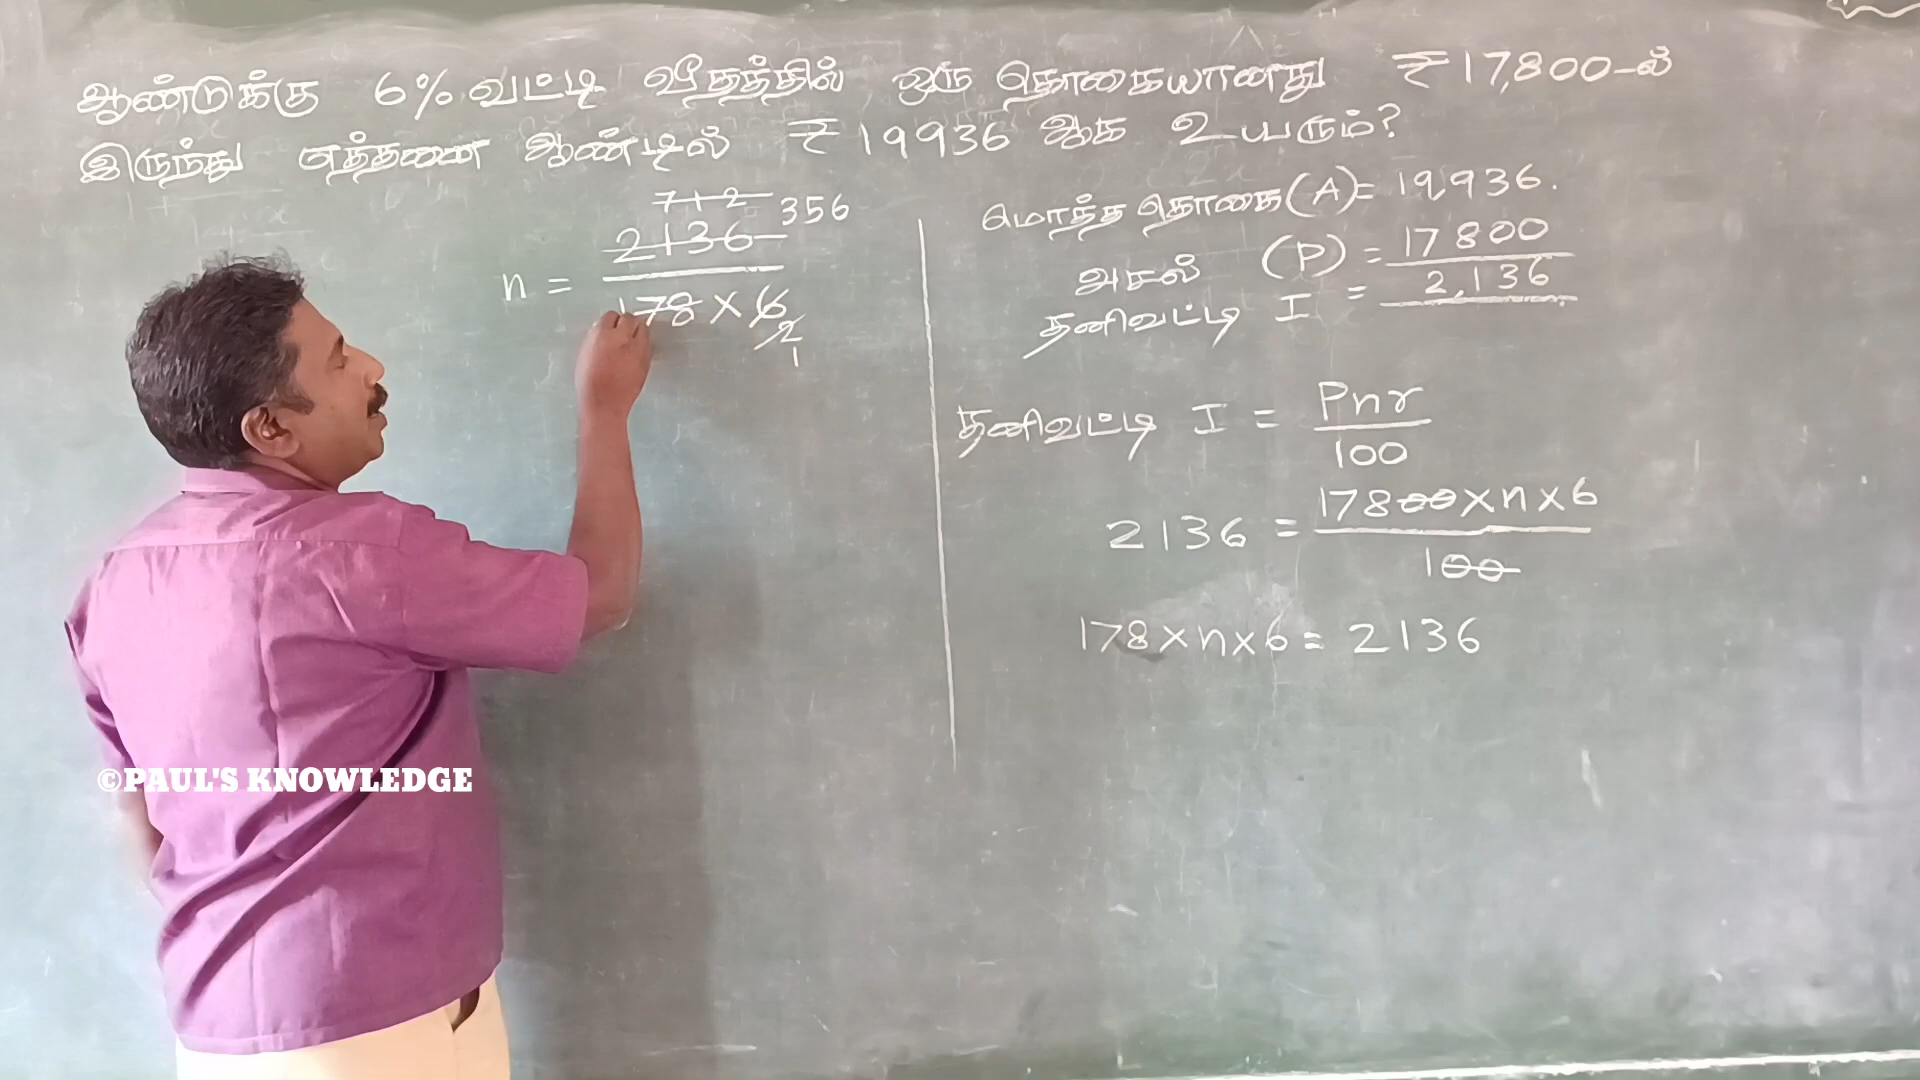 ஆண்டுக்கு 6% வட்டி வீதத்தில் ஒரு தொகையானது ₹17,800-ல்
இருந்து எத்தனை ஆண்டில் ₹19936 ஆக உயரும்?
மொத்த தொகை (A) = 19,936.
அசல் (P) = 17800
தனிவட்டி I = 2,136
தனிவட்டி I = Pnr
100
2136 = 17800×n×6
100
178×n×6 = 2136
712 356
2136
n =
178 × 6
2
1
©PAUL'S KNOWLEDGE